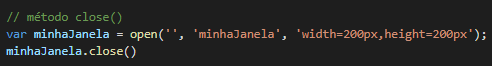 // método close()
var minhaJanela = open('', 'minhaJanela', 'width=200px,height=200px');
minhaJanela.close()